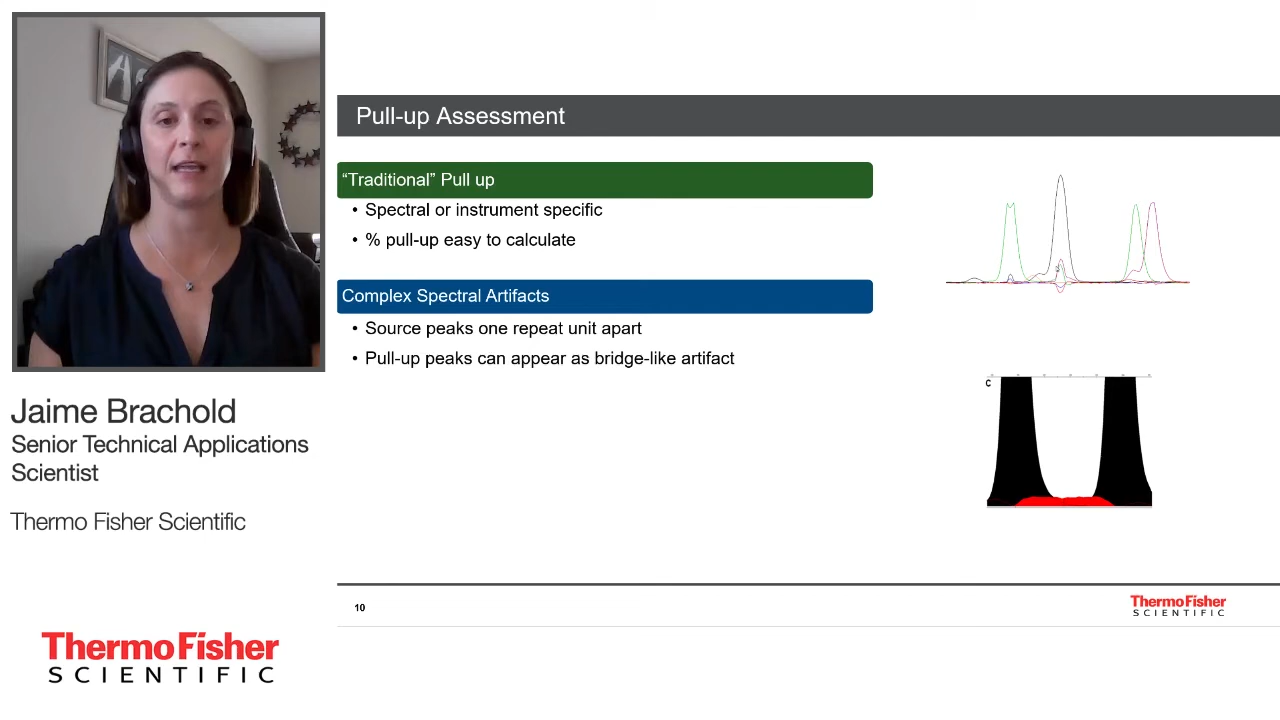 Pull-up Assessment
“Traditional” Pull up
• Spectral or instrument specific
• % pull-up easy to calculate
Complex Spectral Artifacts
• Source peaks one repeat unit apart
• Pull-up peaks can appear as bridge-like artifact
C
10
ThermoFisher
SCIENTIFIC
Jaime Brachold
Senior Technical Applications
Scientist
Thermo Fisher Scientific
ThermoFisher
SCIENTIFIC